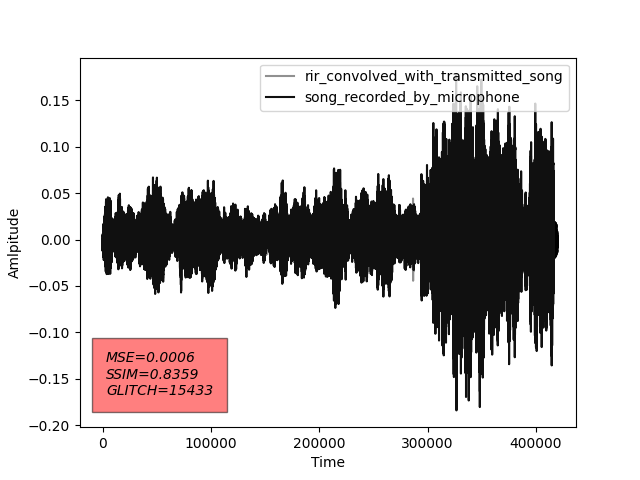 rir_convolved_with_transmitted_song
song_recorded_by_microphone
0.15
0.10
0.05
0.00
−0.05
−0.10
−0.15
−0.20
Amlpitude
MSE=0.0006
SSIM=0.8359
GLITCH=15433
0 100000 200000 300000 400000
Time